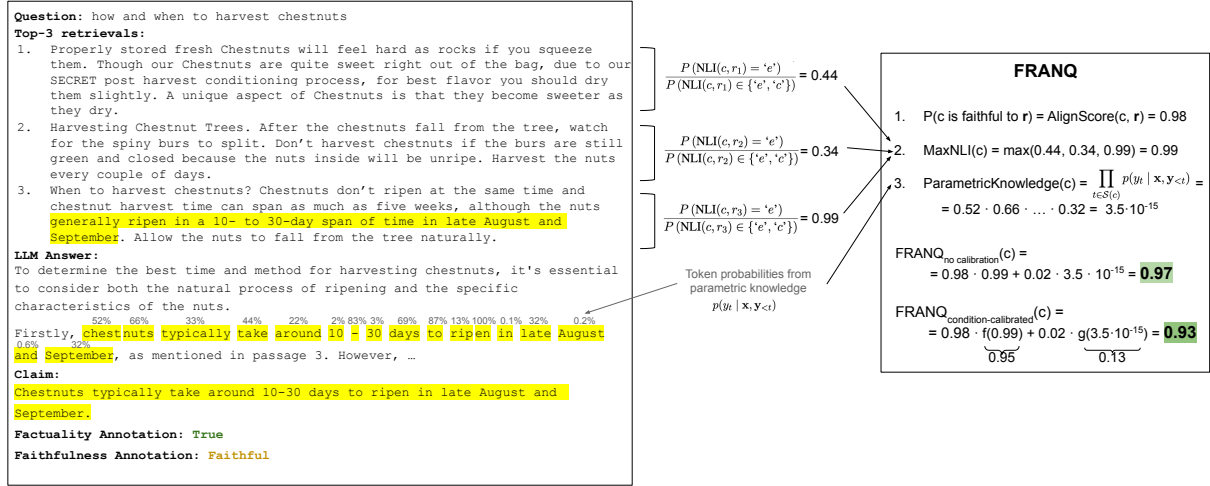 Question: how and when to harvest chestnuts
Top-3 retrievals:
1. Properly stored fresh Chestnuts will feel hard as rocks if you squeeze
them. Though our Chestnuts are quite sweet right out of the bag, due to our
SECRET post harvest conditioning process, for best flavor you should dry
them slightly. A unique aspect of Chestnuts is that they become sweeter as
they dry.
2. Harvesting Chestnut Trees. After the chestnuts fall from the tree, watch
for the spiny burs to split. Don't harvest chestnuts if the burs are still
green and closed because the nuts inside will be unripe. Harvest the nuts
every couple of days.
3. When to harvest chestnuts? Chestnuts don't ripen at the same time and
chestnut harvest time can span as much as five weeks, although the nuts
generally ripen in a 10- to 30-day span of time in late August and
September. Allow the nuts to fall from the tree naturally.
LLM Answer:
To determine the best time and method for harvesting chestnuts, it's essential
to consider both the natural process of ripening and the specific
characteristics of the nuts.
52% 66% 33% 44% 22% 2% 83% 3% 69% 87% 13% 100% 0.1% 32% 0.2%
Firstly, chestnuts typically take around 10 - 30 days to ripen in late August
0.6% 32%
and September, as mentioned in passage 3. However, …
Claim:
Chestnuts typically take around 10-30 days to ripen in late August and
September.
Factuality Annotation: True
Faithfulness Annotation: Faithful
P (NLI(c, r₁) = 'e')
P (NLI(c, r₁) ∈ {'e', 'c'}) = 0.44
P (NLI(c, r₂) = 'e')
P (NLI(c, r₂) ∈ {'e', 'c'}) = 0.34
P (NLI(c, r₃) = 'e')
P (NLI(c, r₃) ∈ {'e', 'c'}) = 0.99
Token probabilities from
parametric knowledge
p(yₜ | x, y<t)
FRANQ
1. P(c is faithful to r) = AlignScore(c, r) = 0.98
2. MaxNLI(c) = max(0.44, 0.34, 0.99) = 0.99
3. ParametricKnowledge(c) = ∏ p(yₜ | x, y<t) =
t∈S(c)
= 0.52 · 0.66 · … · 0.32 = 3.5·10⁻¹⁵
FRANQ no calibration(c) =
= 0.98 · 0.99 + 0.02 · 3.5 · 10⁻¹⁵ = 0.97
FRANQ condition-calibrated(c) =
= 0.98 · f(0.99) + 0.02 · g(3.5·10⁻¹⁵) = 0.93
0.95 0.13